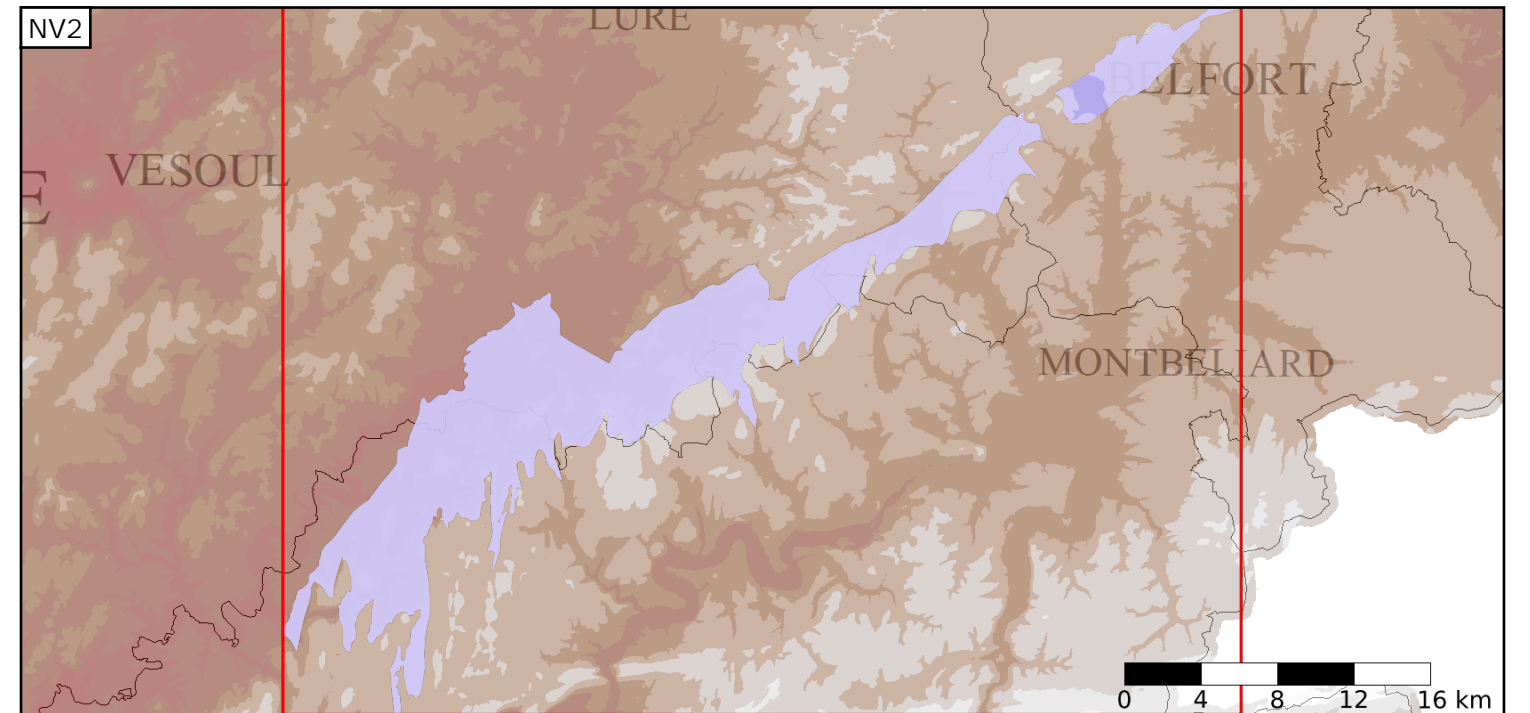 NV2
LURE
BELFORT
VESOUL
E
MONTBELIARD
0 4 8 12 16 km